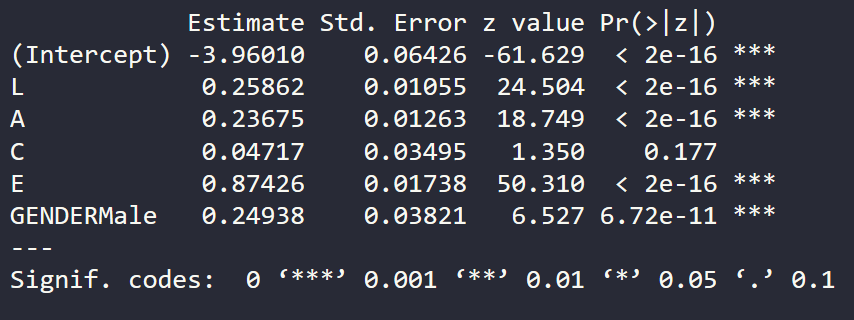 Estimate Std. Error z value Pr(>|z|)
(Intercept) -3.96010 0.06426 -61.629 < 2e-16 ***
L 0.25862 0.01055 24.504 < 2e-16 ***
A 0.23675 0.01263 18.749 < 2e-16 ***
C 0.04717 0.03495 1.350 0.177
E 0.87426 0.01738 50.310 < 2e-16 ***
GENDERMale 0.24938 0.03821 6.527 6.72e-11 ***
---
Signif. codes: 0 ‘***’ 0.001 ‘**’ 0.01 ‘*’ 0.05 ‘.’ 0.1